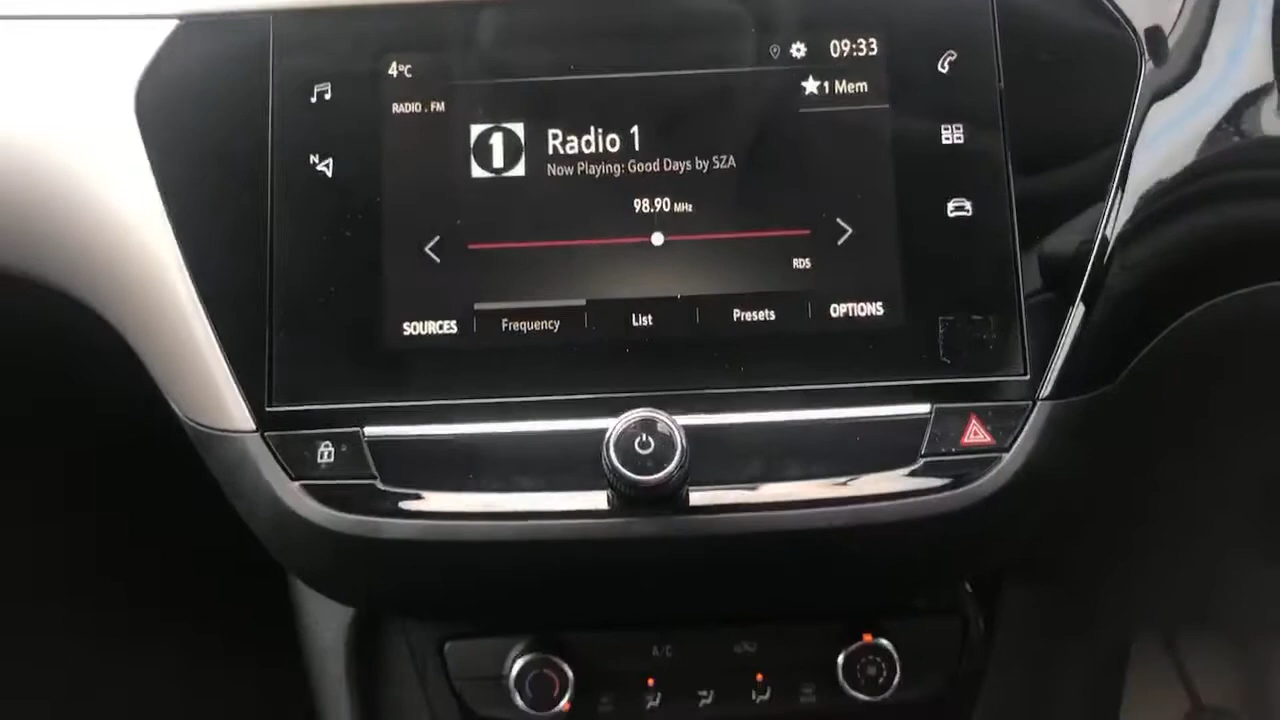 4°C
09:33
1 Mem
RADIO . FM
1
Radio 1
Now Playing: Good Days by SZA
N
98.90 MHz
RDS
SOURCES
Frequency
List
Presets
OPTIONS
A/C